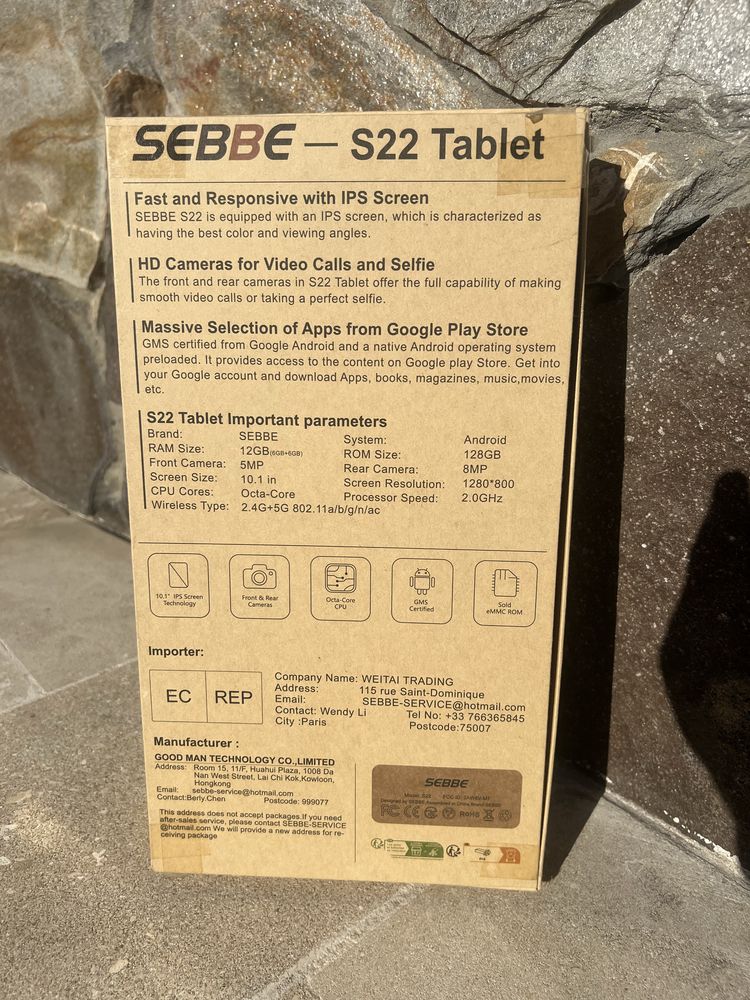 SEBBE — S22 Tablet
Fast and Responsive with IPS Screen
SEBBE S22 is equipped with an IPS screen, which is characterized as
having the best color and viewing angles.
HD Cameras for Video Calls and Selfie
The front and rear cameras in S22 Tablet offer the full capability of making
smooth video calls or taking a perfect selfie.
Massive Selection of Apps from Google Play Store
GMS certified from Google Android and a native Android operating system
preloaded. It provides access to the content on Google play Store. Get into
your Google account and download Apps, books, magazines, music,movies,
etc.
S22 Tablet Important parameters
Brand: SEBBE System: Android
RAM Size: 12GB(6GB+6GB) ROM Size: 128GB
Front Camera: 5MP Rear Camera: 8MP
Screen Size: 10.1 in Screen Resolution: 1280*800
CPU Cores: Octa-Core Processor Speed: 2.0GHz
Wireless Type: 2.4G+5G 802.11a/b/g/n/ac
10.1" IPS Screen
Technology
Front & Rear
Cameras
Octa-Core
CPU
GMS
Certified
Sold
eMMC ROM
Importer:
EC REP
Company Name: WEITAI TRADING
Address: 115 rue Saint-Dominique
Email: SEBBE-SERVICE@hotmail.com
Contact: Wendy Li Tel No: +33 766365845
City :Paris Postcode:75007
Manufacturer :
GOOD MAN TECHNOLOGY CO.,LIMITED
Address: Room 15, 11/F, Huahui Plaza, 1008 Da
Nan West Street, Lai Chi Kok,Kowloon,
Hongkong
Email: sebbe-service@hotmail.com
Contact:Berly.Chen Postcode: 999077
This address does not accept packages.If you need
after-sales service, please contact SEBBE-SERVICE
@hotmail.com We will provide a new address for re-
ceiving package
SEBBE
Model: S22
Designed by SEBBE Assembled in China
FC CE RoHS